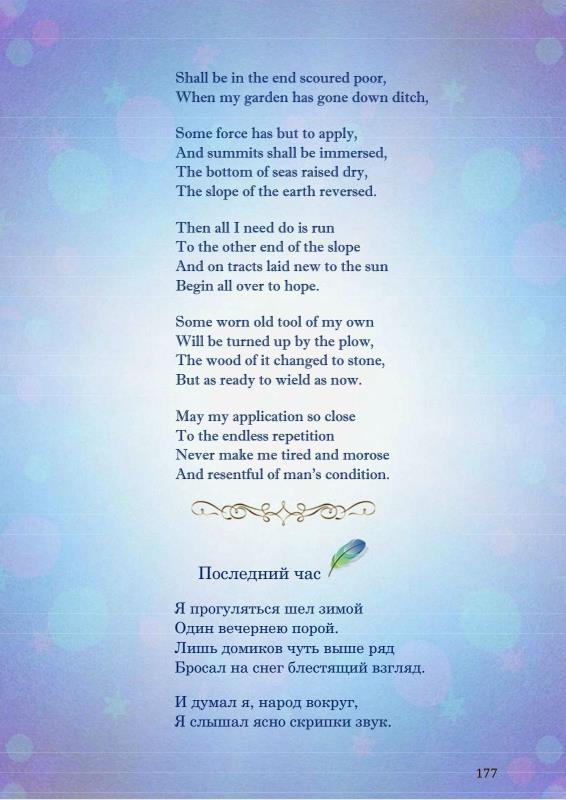 Shall be in the end scoured poor,
When my garden has gone down ditch,
Some force has but to apply,
And summits shall be immersed,
The bottom of seas raised dry,
The slope of the earth reversed.
Then all I need do is run
To the other end of the slope
And on tracts laid new to the sun
Begin all over to hope.
Some worn old tool of my own
Will be turned up by the plow,
The wood of it changed to stone,
But as ready to wield as now.
May my application so close
To the endless repetition
Never make me tired and morose
And resentful of man’s condition.
Последний час
Я прогуляться шел зимой
Один вечернею порой.
Лишь домиков чуть выше ряд
Бросал на снег блестящий взгляд.
И думал я, народ вокруг,
Я слышал ясно скрипки звук.
177